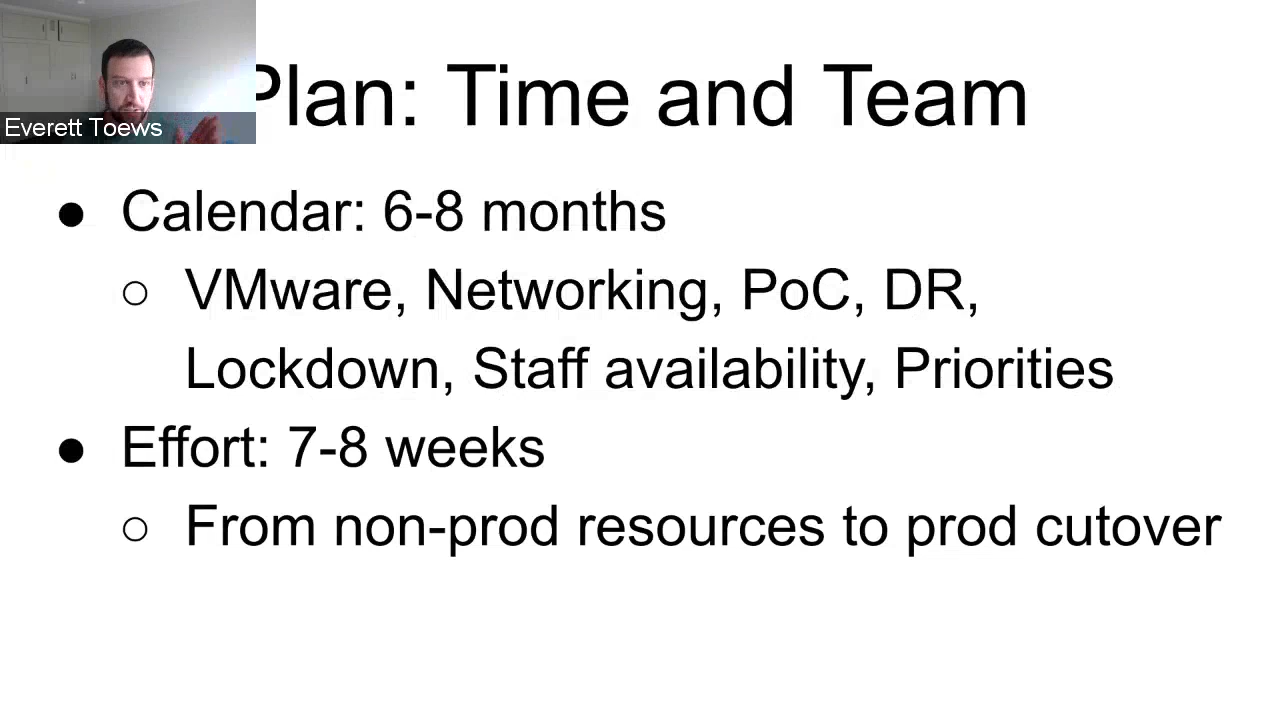 Plan: Time and Team
Everett Toews
● Calendar: 6-8 months
○ VMware, Networking, PoC, DR,
Lockdown, Staff availability, Priorities
● Effort: 7-8 weeks
○ From non-prod resources to prod cutover